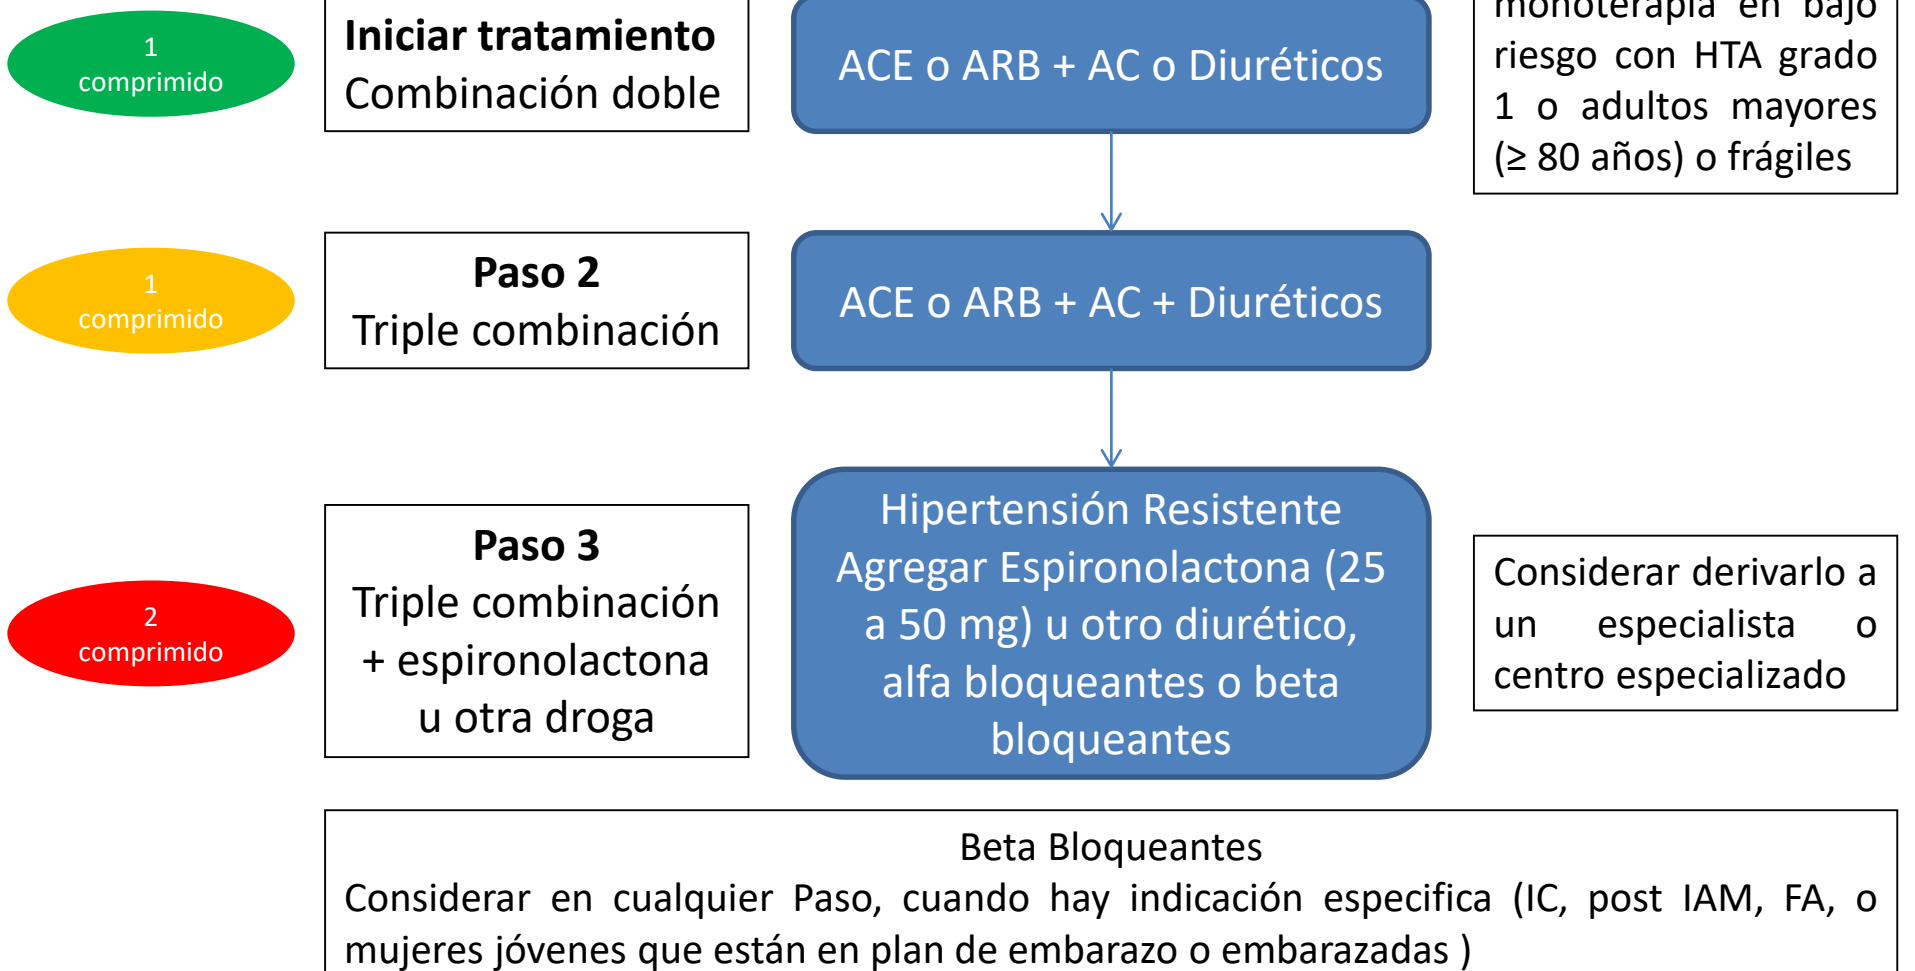 1
comprimido
Iniciar tratamiento
Combinación doble
ACE o ARB + AC o Diuréticos
monoterapia en bajo
riesgo con HTA grado
1 o adultos mayores
(≥ 80 años) o frágiles
1
comprimido
Paso 2
Triple combinación
ACE o ARB + AC + Diuréticos
2
comprimido
Paso 3
Triple combinación
+ espironolactona
u otra droga
Hipertensión Resistente
Agregar Espironolactona (25
a 50 mg) u otro diurético,
alfa bloqueantes o beta
bloqueantes
Considerar derivarlo a
un especialista o
centro especializado
Beta Bloqueantes
Considerar en cualquier Paso, cuando hay indicación especifica (IC, post IAM, FA, o
mujeres jóvenes que están en plan de embarazo o embarazadas )